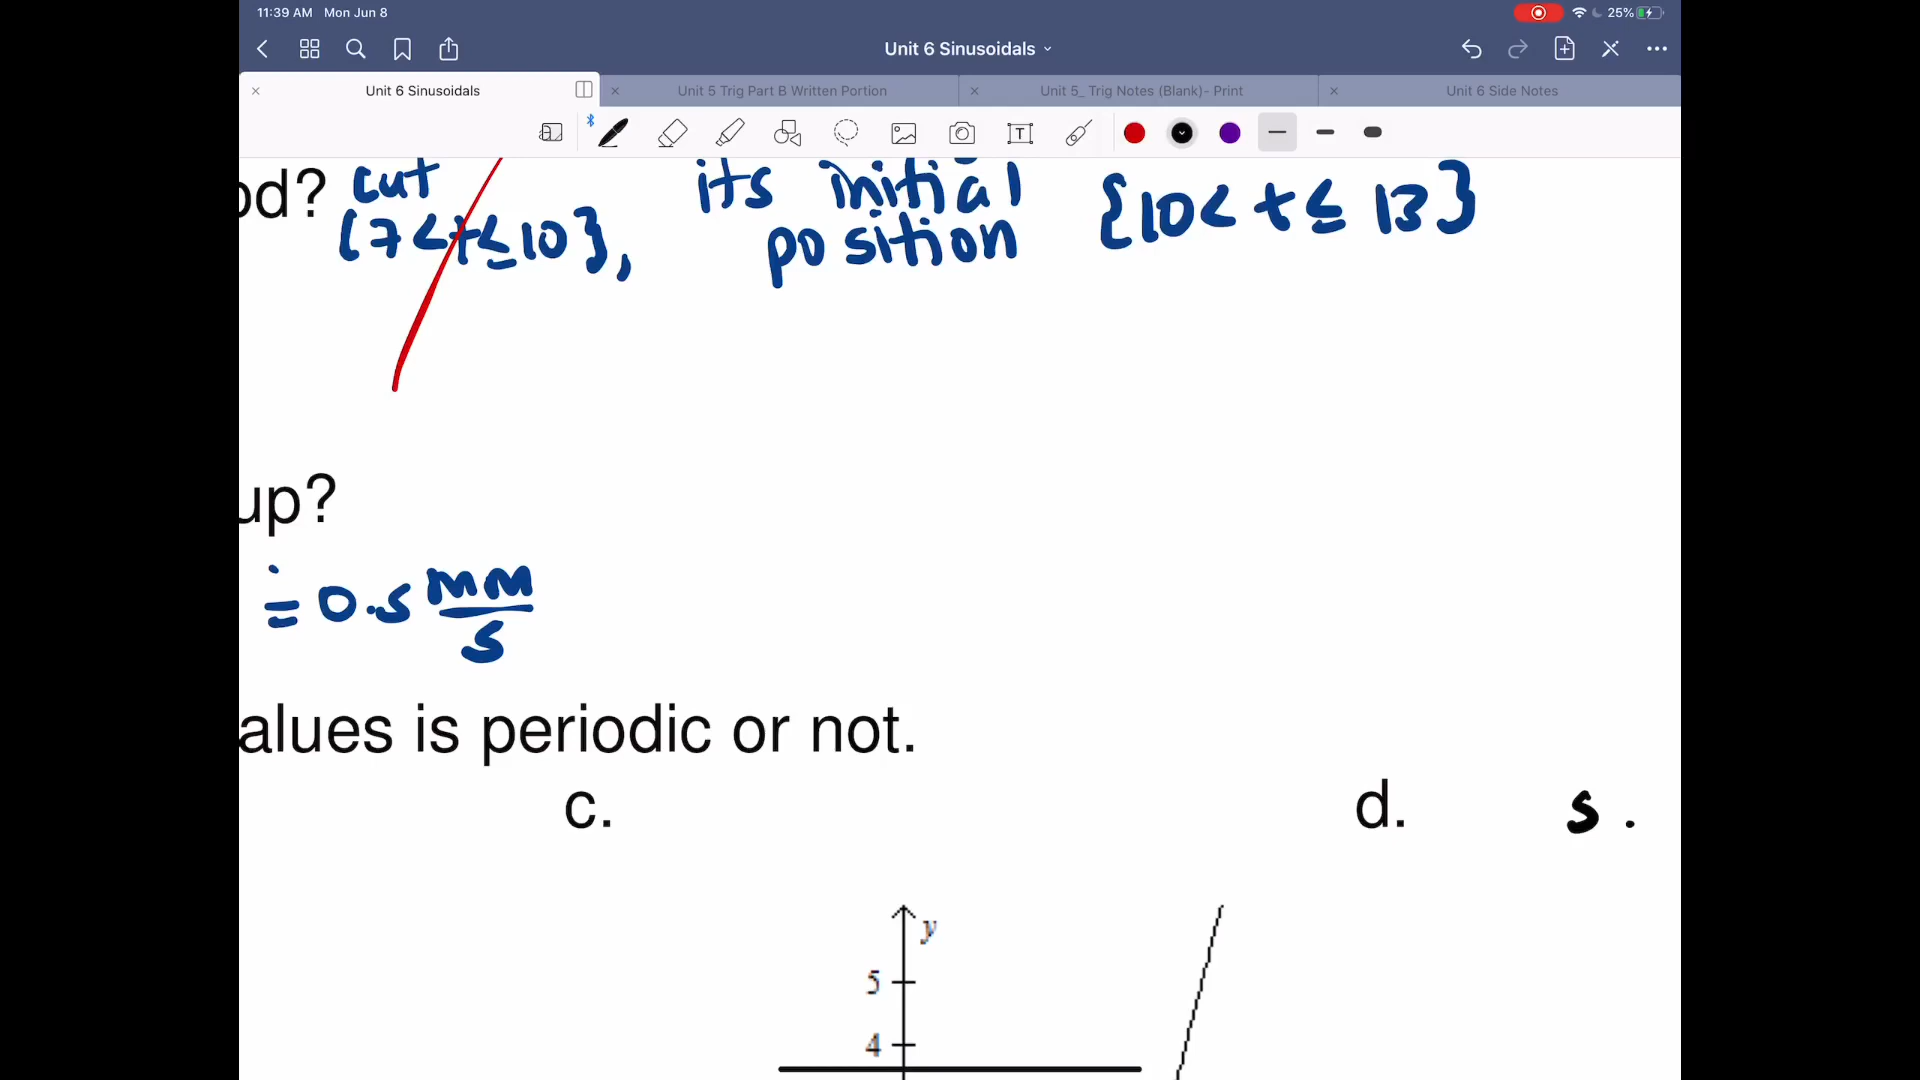 11:39 AM Mon Jun 8
25%
Unit 6 Sinusoidals
Unit 6 Sinusoidals
Unit 5 Trig Part B Written Portion
Unit 5_ Trig Notes (Blank)- Print
Unit 6 Side Notes
T
od? cut its initial {10 < t ≤ 13}
{7 < t ≤ 10}, position
up?
≐ 0.5 mm/s
alues is periodic or not.
c. d. s.
y
5
4